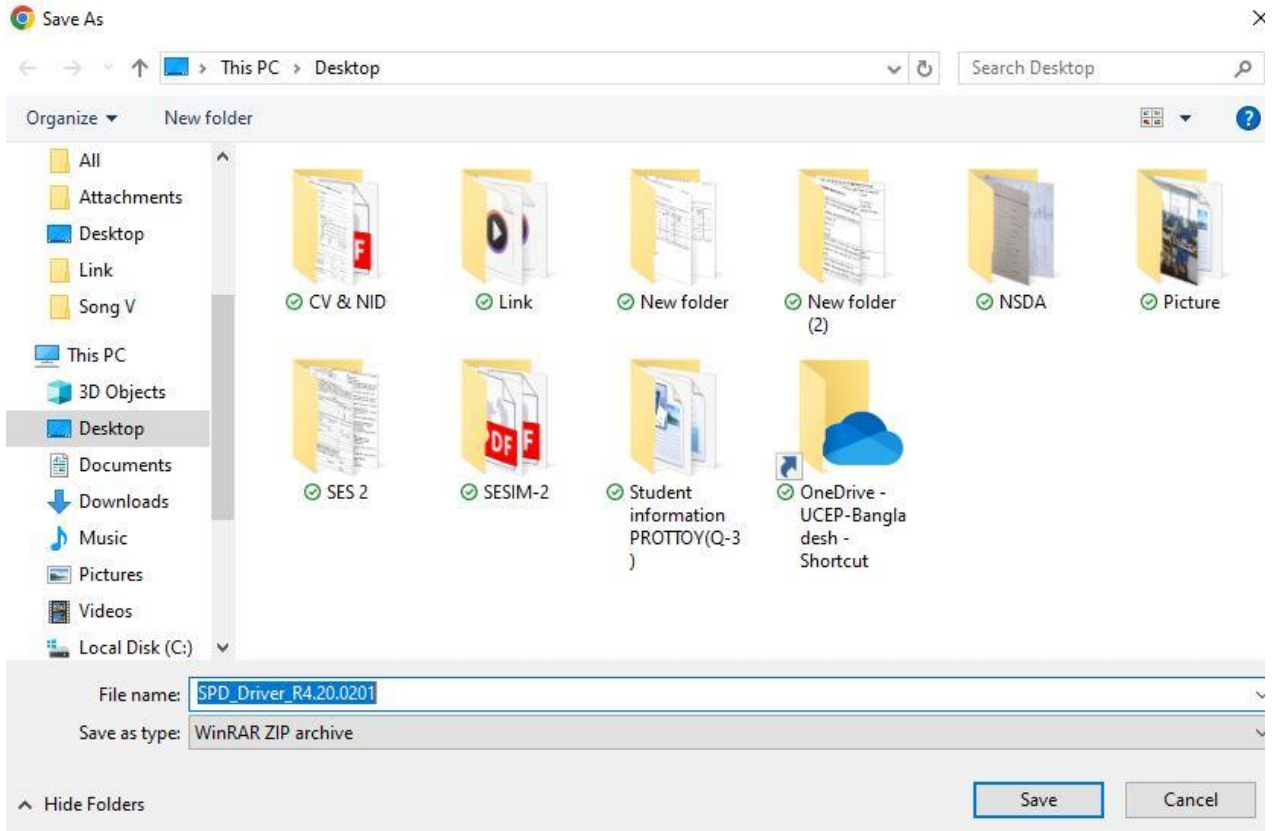 Save As
This PC > Desktop
Search Desktop
Organize
New folder
All
Attachments
Desktop
Link
Song V
This PC
3D Objects
Desktop
Documents
Downloads
Music
Pictures
Videos
Local Disk (C:)
CV & NID
Link
New folder
New folder
(2)
NSDA
Picture
SES 2
SESIM-2
Student
information
PROTTOY(Q-3
)
OneDrive -
UCEP-Bangla
desh -
Shortcut
File name: SPD_Driver_R4.20.0201
Save as type: WinRAR ZIP archive
Hide Folders
Save
Cancel